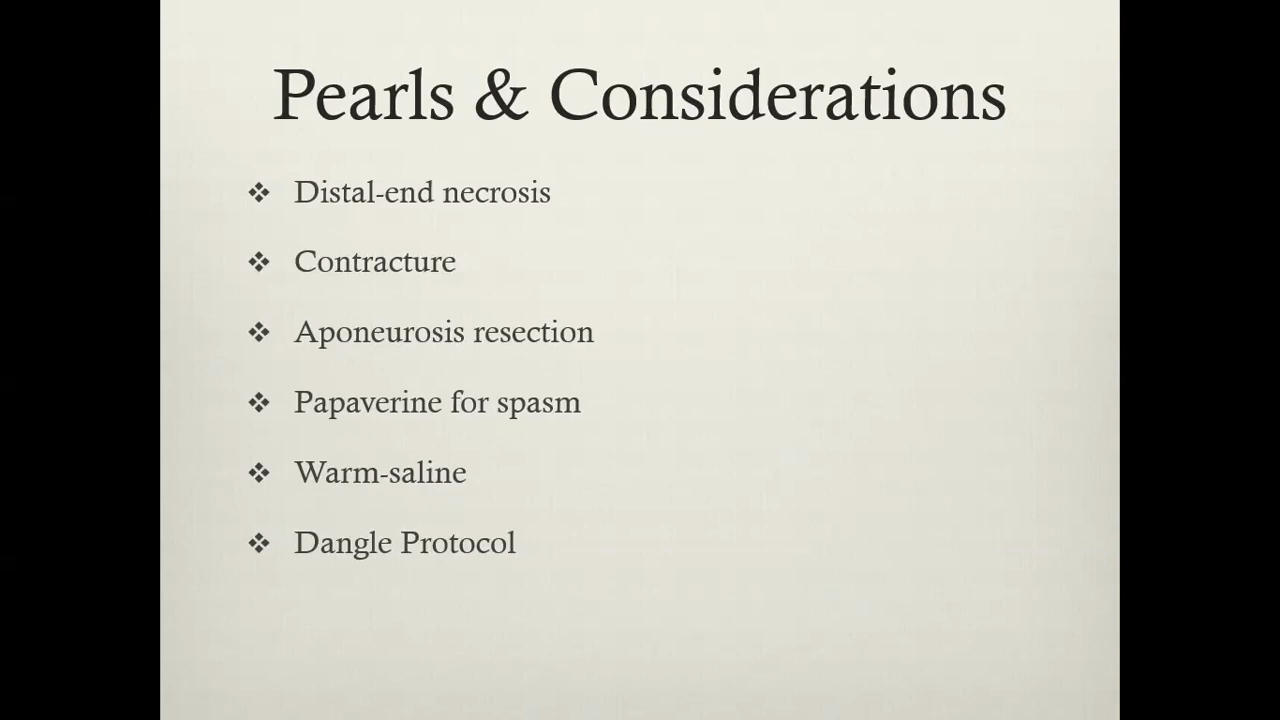 Pearls & Considerations
❖ Distal-end necrosis
❖ Contracture
❖ Aponeurosis resection
❖ Papaverine for spasm
❖ Warm-saline
❖ Dangle Protocol